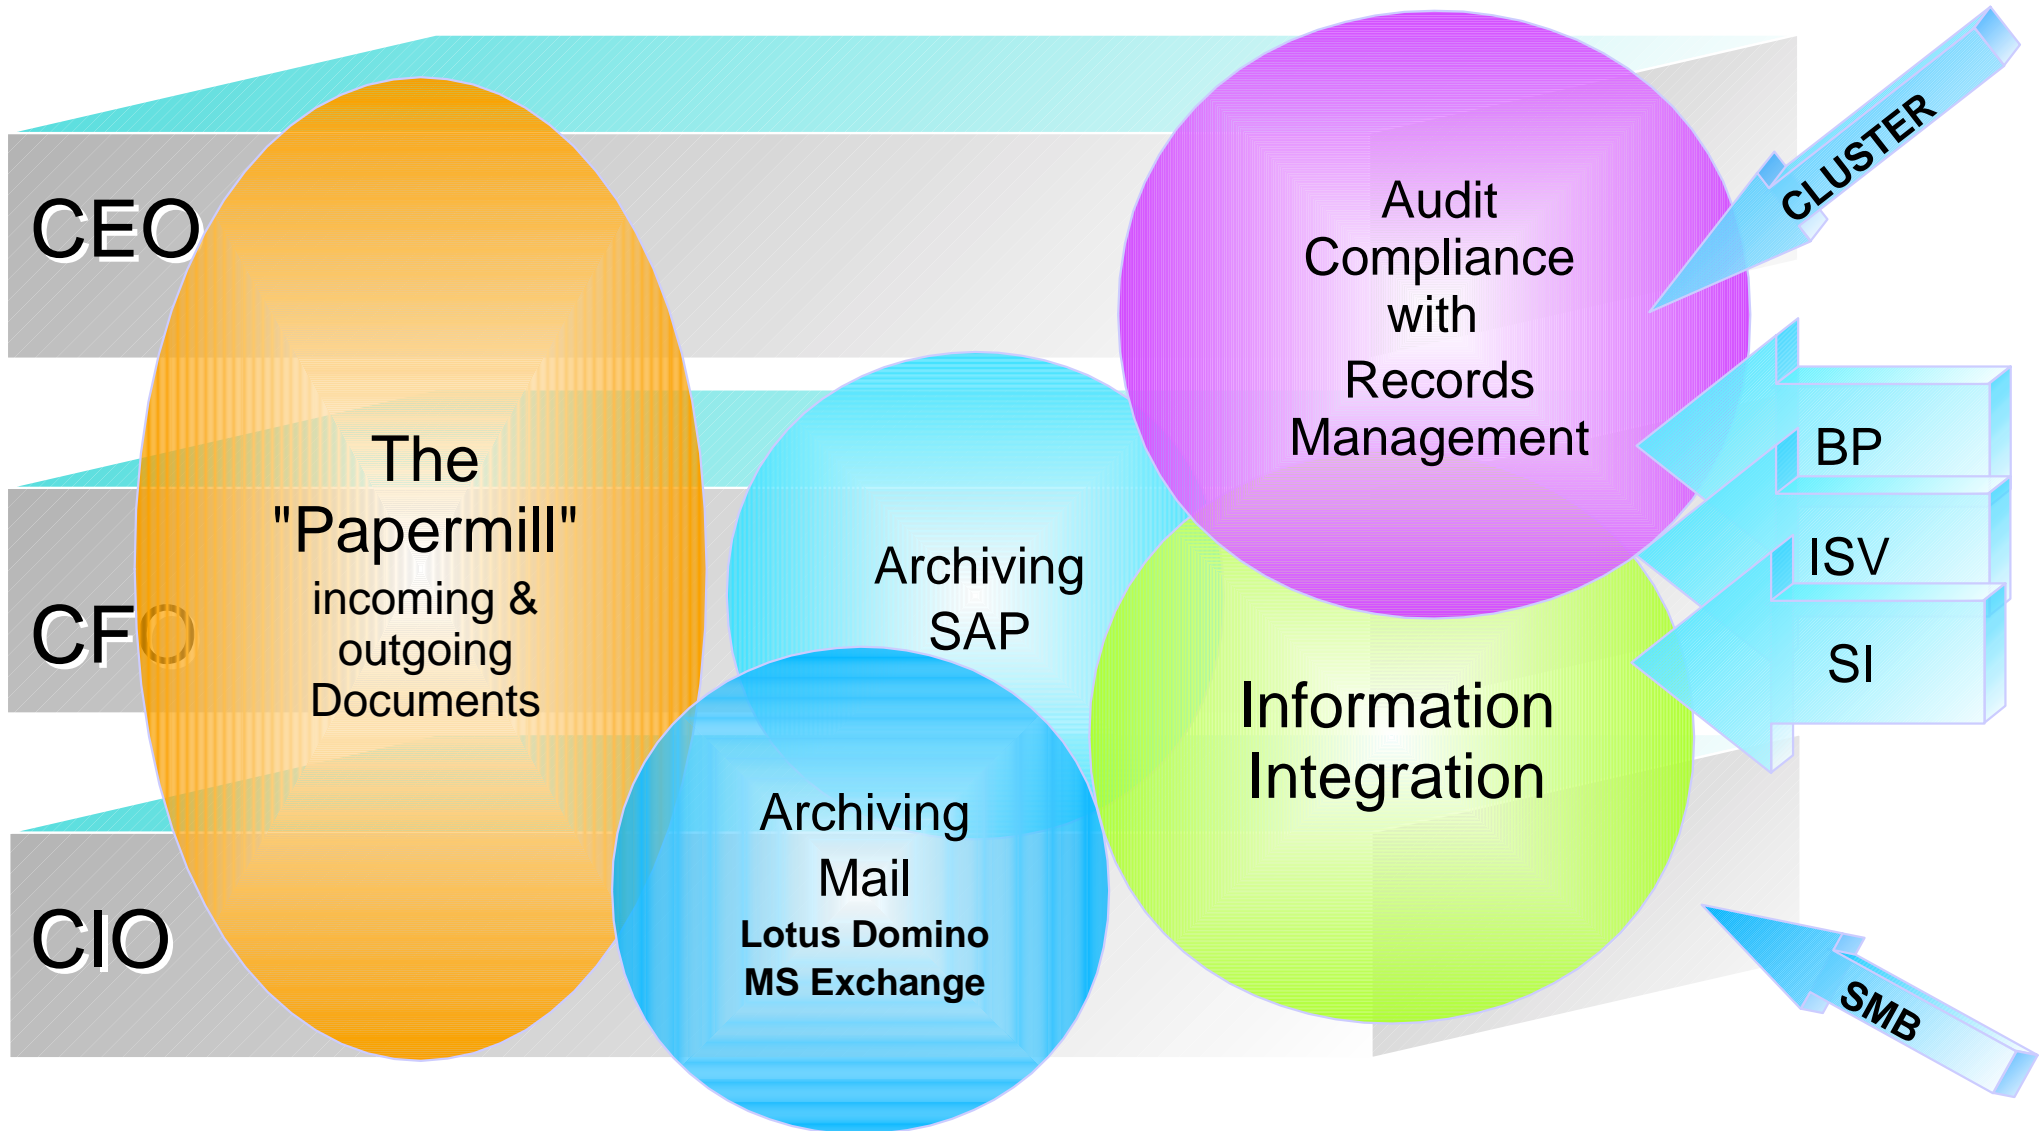 CEO
CFO
CIO
The
"Papermill"
incoming &
outgoing
Documents
Archiving
SAP
Archiving
Mail
Lotus Domino
MS Exchange
Audit
Compliance
with
Records
Management
Information
Integration
CLUSTER
BP
ISV
SI
SMB